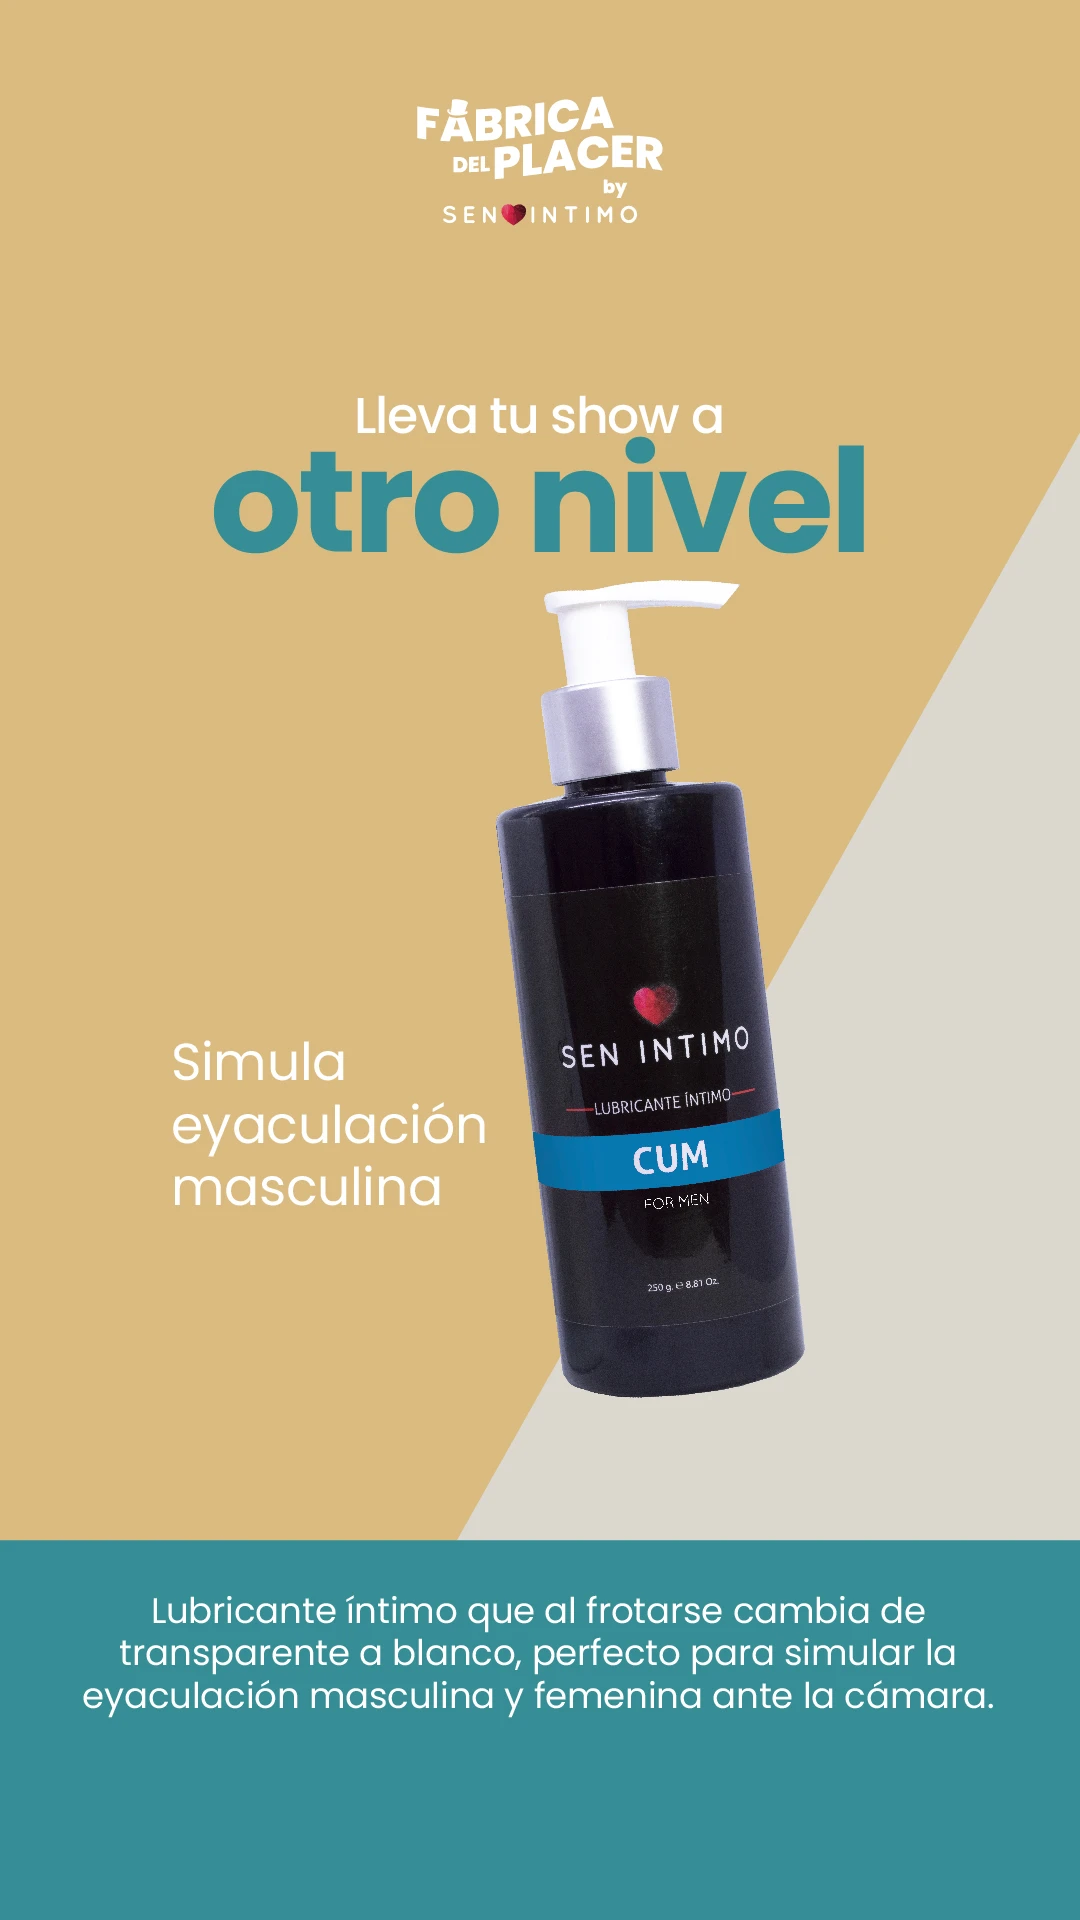 FÁBRICA
DEL PLACER
by
SEN INTIMO
Lleva tu show a
otro nivel
SEN INTIMO
LUBRICANTE ÍNTIMO
CUM
FOR MEN
250 g. ℮ 8.81 Oz.
Simula
eyaculación
masculina
Lubricante íntimo que al frotarse cambia de
transparente a blanco, perfecto para simular la
eyaculación masculina y femenina ante la cámara.